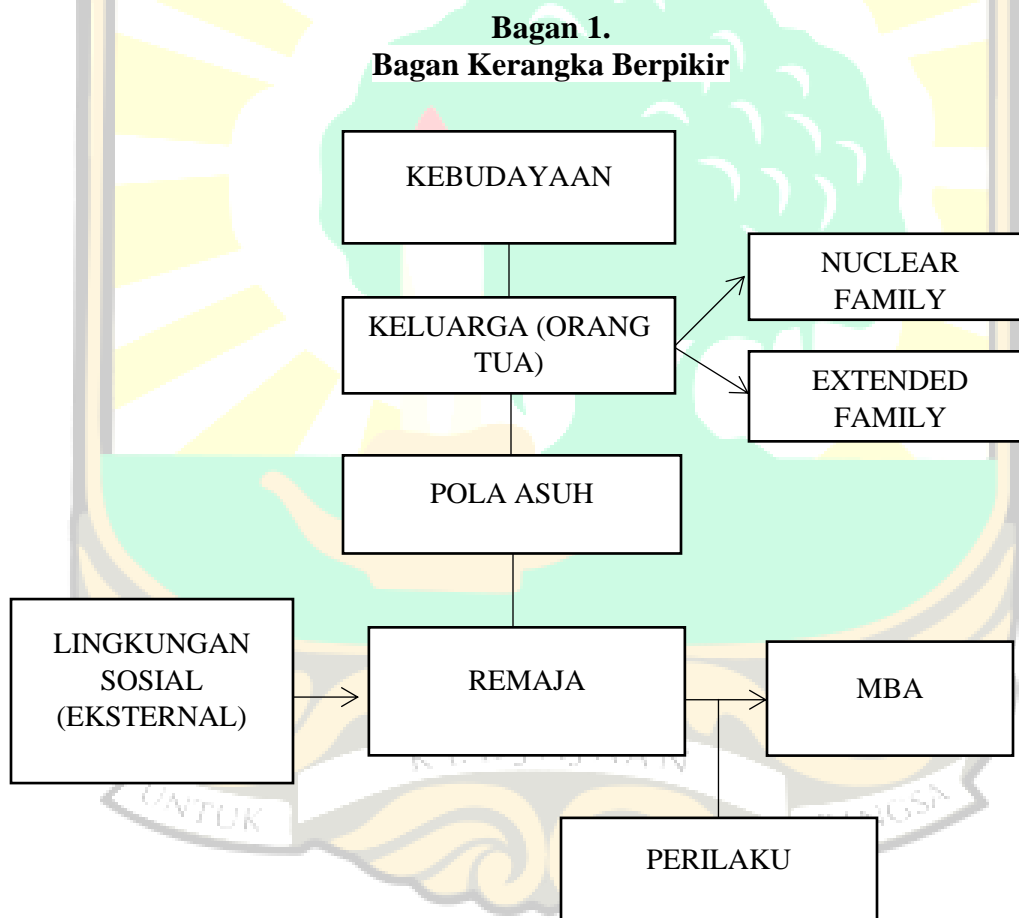 Bagan 1.
Bagan Kerangka Berpikir
KEBUDAYAAN
NUCLEAR
FAMILY
KELUARGA (ORANG
TUA)
EXTENDED
FAMILY
POLA ASUH
LINGKUNGAN
SOSIAL
(EKSTERNAL)
REMAJA
MBA
UNTUK
PERILAKU